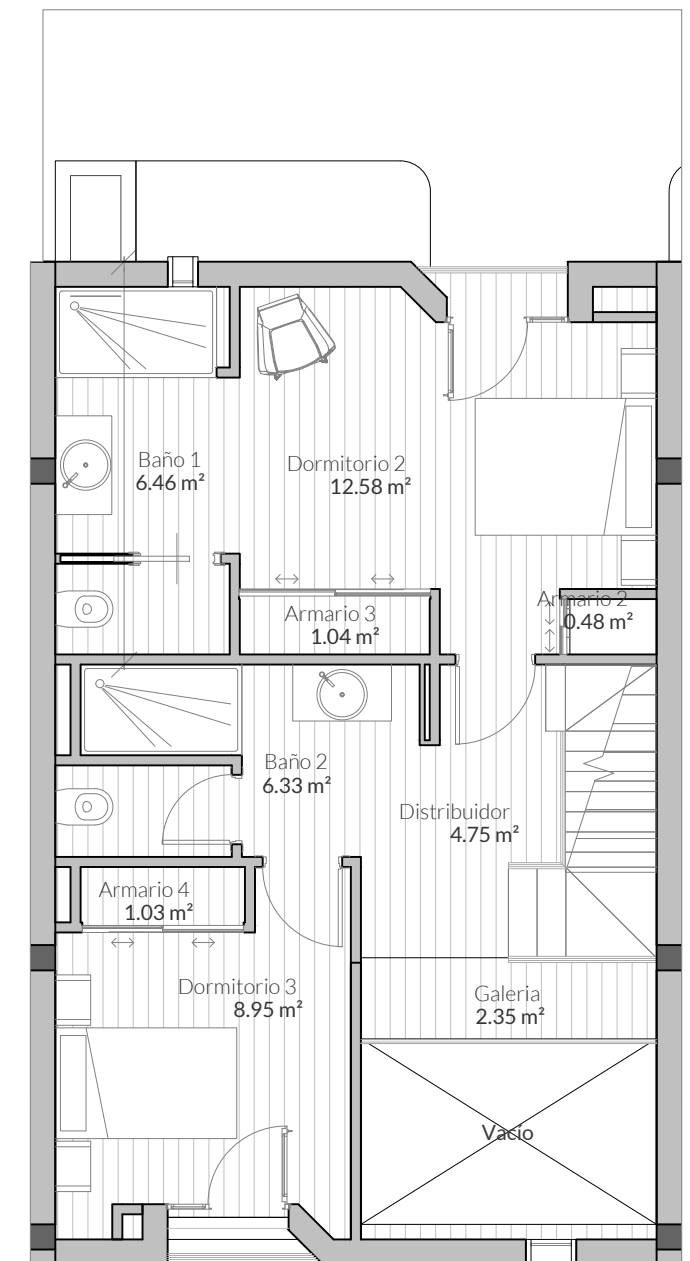 Baño 1
6.46 m²
Dormitorio 2
12.58 m²
Armario 3
1.04 m²
Armario 2
0.48 m²
Baño 2
6.33 m²
Distribuidor
4.75 m²
Armario 4
1.03 m²
Dormitorio 3
8.95 m²
Galeria
2.35 m²
Vacío